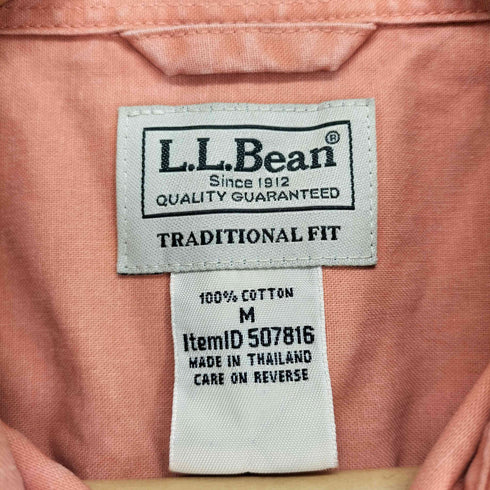 L.L.Bean®
Since 1912
QUALITY GUARANTEED
TRADITIONAL FIT
100% COTTON
M
ItemID 507816
MADE IN THAILAND
CARE ON REVERSE